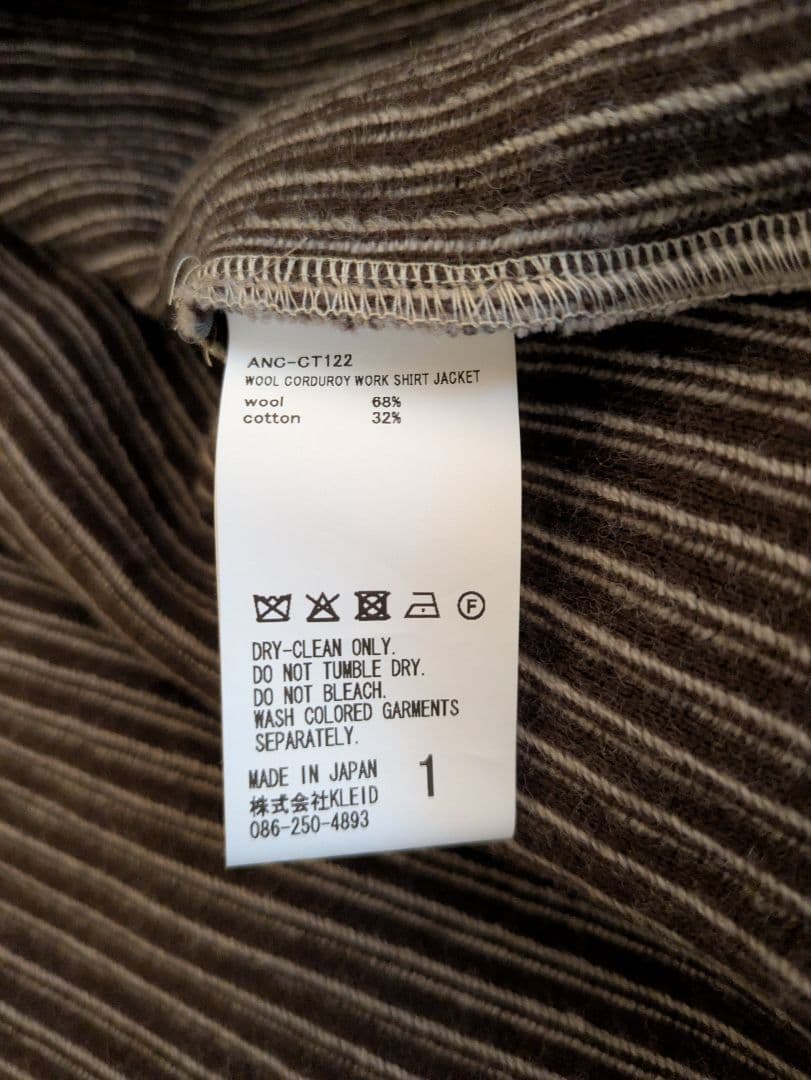 ANC-CT122
WOOL CORDUROY WORK SHIRT JACKET
wool 68%
cotton 32%
F
DRY-CLEAN ONLY.
DO NOT TUMBLE DRY.
DO NOT BLEACH.
WASH COLORED GARMENTS
SEPARATELY.
MADE IN JAPAN 1
株式会社KLEID
086-250-4893